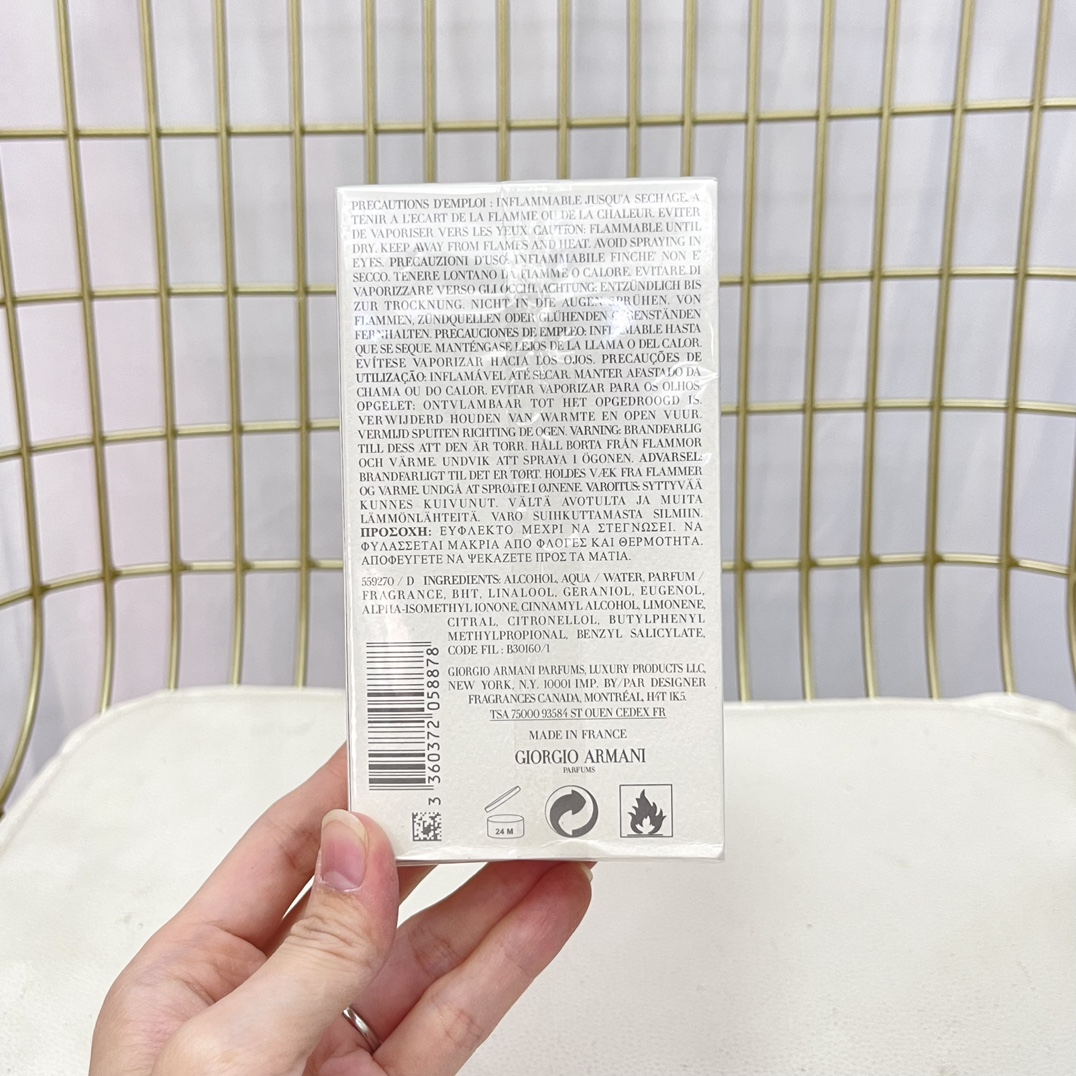 PRECAUTIONS D'EMPLOI : INFLAMMABLE JUSQU'A SECHAGE. A
TENIR A L'ECART DE LA FLAMME OU DE LA CHALEUR. EVITER
DE VAPORISER VERS LES YEUX. CAUTION: FLAMMABLE UNTIL
DRY. KEEP AWAY FROM FLAMES AND HEAT. AVOID SPRAYING IN
EYES. PRECAUZIONI D'USO: INFIAMMABILE FINCHE' NON E'
SECCO. TENERE LONTANO DA FIAMME O CALORE. EVITARE DI
VAPORIZZARE VERSO GLI OCCHI. ACHTUNG: ENTZÜNDLICH BIS
ZUR TROCKNUNG. NICHT IN DIE AUGEN SPRÜHEN. VON
FLAMMEN, ZÜNDQUELLEN ODER GLÜHENDEN GEGENSTÄNDEN
FERNHALTEN. PRECAUCIONES DE EMPLEO: INFLAMABLE HASTA
QUE SE SEQUE. MANTÉNGASE LEJOS DE LA LLAMA O DEL CALOR.
EVÍTESE VAPORIZAR HACIA LOS OJOS. PRECAUÇÕES DE
UTILIZAÇÃO: INFLAMÁVEL ATÉ SECAR. MANTER AFASTADO DA
CHAMA OU DO CALOR. EVITAR VAPORIZAR PARA OS OLHOS.
OPGELET: ONTVLAMBAAR TOT HET OPGEDROOGD IS.
VERWIJDERD HOUDEN VAN WARMTE EN OPEN VUUR.
VERMIJD SPUITEN RICHTING DE OGEN. VARNING: BRANDFARLIG
TILL DESS ATT DEN ÄR TORR. HÅLL BORTA FRÅN FLAMMOR
OCH VÄRME. UNDVIK ATT SPRAYA I ÖGONEN. ADVARSEL:
BRANDFARLIGT TIL DET ER TØRT. HOLDES VÆK FRA FLAMMER
OG VARME. UNDGÅ AT SPRØJTE I ØJNENE. VAROITUS: SYTTYVÄÄ
KUNNES KUIVUNUT. VÄLTÄ AVOTULTA JA MUITA
LÄMMÖNLÄHTEITÄ. VARO SUIHKUTTAMASTA SILMIIN.
ΠΡΟΣΟΧΗ: ΕΥΦΛΕΚΤΟ ΜΕΧΡΙ ΝΑ ΣΤΕΓΝΩΣΕΙ. ΝΑ
ΦΥΛΑΣΣΕΤΑΙ ΜΑΚΡΙΑ ΑΠΟ ΦΛΟΓΕΣ ΚΑΙ ΘΕΡΜΟΤΗΤΑ.
ΑΠΟΦΕΥΓΕΤΕ ΝΑ ΨΕΚΑΖΕΤΕ ΠΡΟΣ ΤΑ ΜΑΤΙΑ.
559270 / D INGREDIENTS: ALCOHOL, AQUA / WATER, PARFUM /
FRAGRANCE, BHT, LINALOOL, GERANIOL, EUGENOL,
ALPHA-ISOMETHYL IONONE, CINNAMYL ALCOHOL, LIMONENE,
CITRAL, CITRONELLOL, BUTYLPHENYL
METHYLPROPIONAL, BENZYL SALICYLATE,
CODE FIL : B30160/1
GIORGIO ARMANI PARFUMS, LUXURY PRODUCTS LLC,
NEW YORK, N.Y. 10001 IMP. BY/PAR DESIGNER
FRAGRANCES CANADA, MONTRÉAL, H4T 1K5.
TSA 75000 93584 ST OUEN CEDEX FR
MADE IN FRANCE
GIORGIO ARMANI
PARFUMS
3 360372 058878
24 M